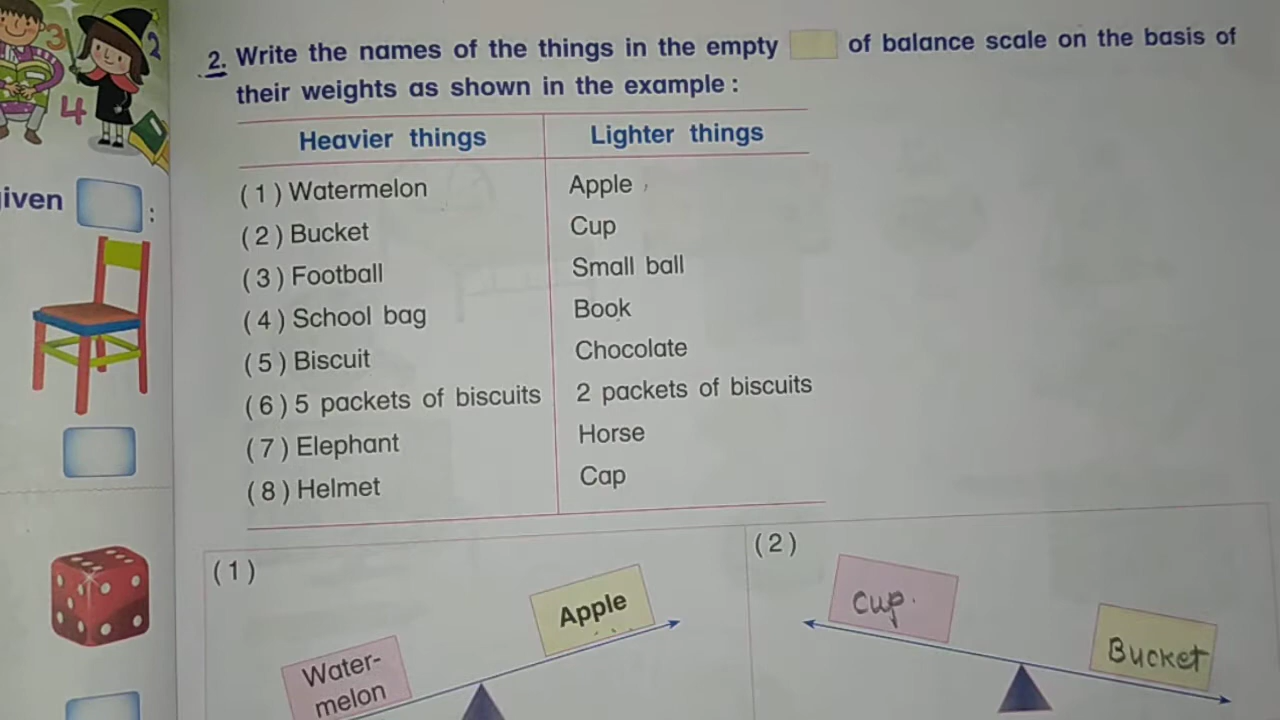 3
2
4
iven :
2. Write the names of the things in the empty of balance scale on the basis of
their weights as shown in the example :
Heavier things Lighter things
(1) Watermelon Apple
(2) Bucket Cup
(3) Football Small ball
(4) School bag Book
(5) Biscuit Chocolate
(6) 5 packets of biscuits 2 packets of biscuits
(7) Elephant Horse
(8) Helmet Cap
(1)
Apple
Water-
melon
(2)
Cup.
Bucket